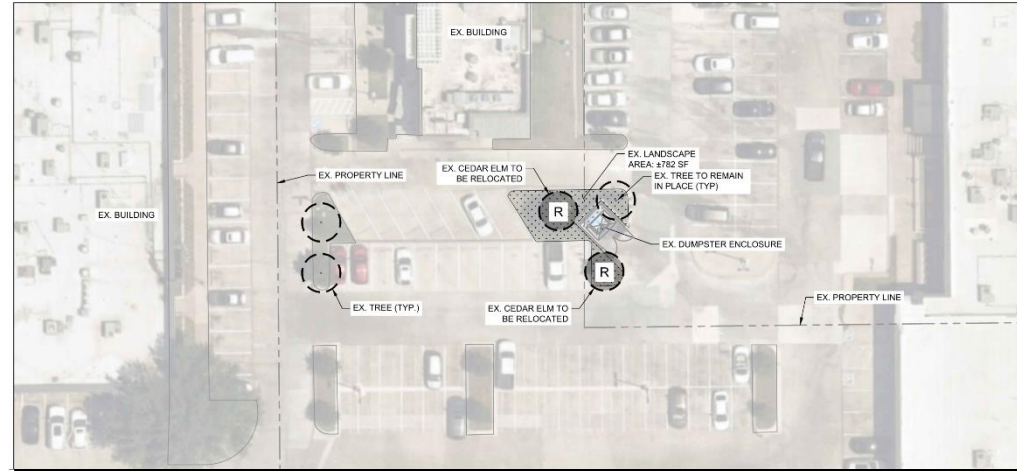 EX. BUILDING
EX. LANDSCAPE
AREA: ±782 SF
EX. CEDAR ELM TO
BE RELOCATED
EX. PROPERTY LINE
EX. TREE TO REMAIN
IN PLACE (TYP)
R
EX. BUILDING
EX. DUMPSTER ENCLOSURE
R
EX. PROPERTY LINE
EX. TREE (TYP.)
EX. CEDAR ELM TO
BE RELOCATED